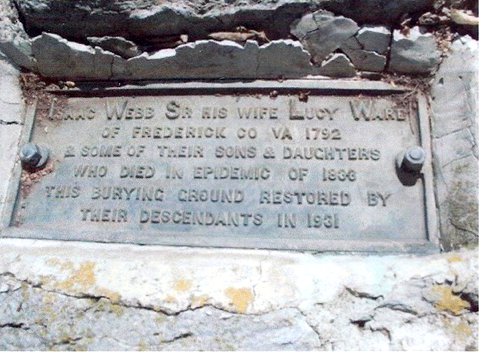 ISAAC WEBB SR HIS WIFE LUCY WARE
OF FREDERICK CO VA 1792
& SOME OF THEIR SONS & DAUGHTERS
WHO DIED IN EPIDEMIC OF 1833
THIS BURYING GROUND RESTORED BY
THEIR DESCENDANTS IN 1931